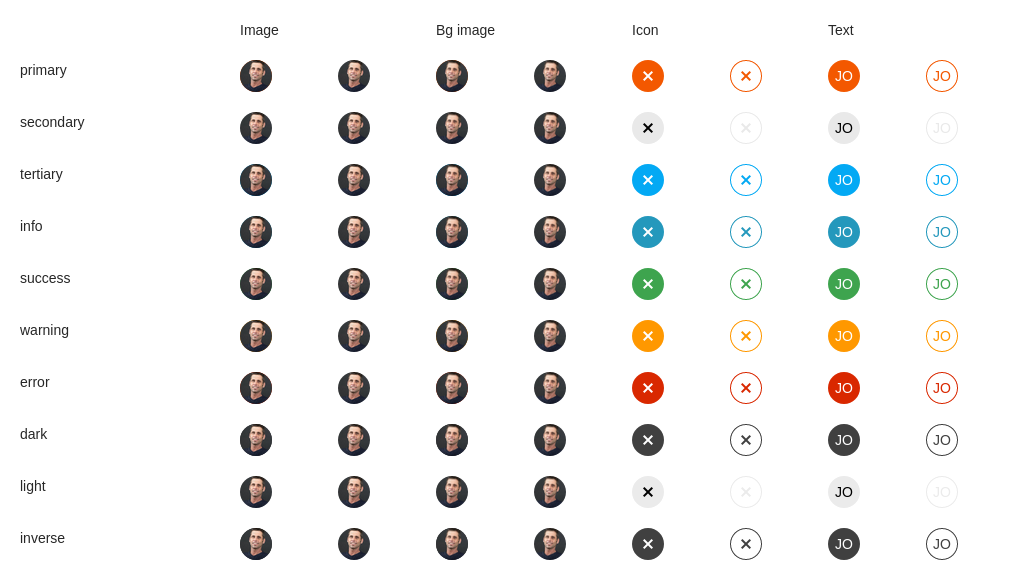 Image Bg image Icon Text
primary JO JO
secondary JO JO
tertiary JO JO
info JO JO
success JO JO
warning JO JO
error JO JO
dark JO JO
light JO JO
inverse JO JO